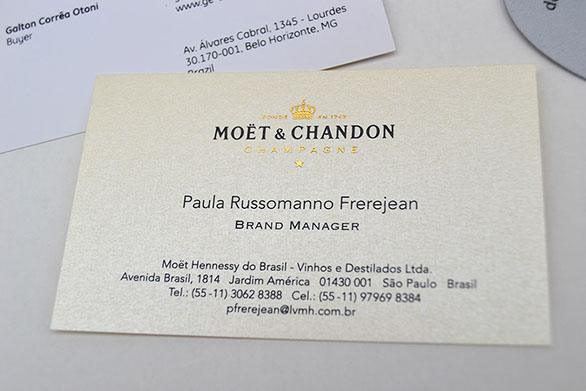 Galton Corrêa Otoni
Buyer
www.ge-
Av. Álvares Cabral, 1345 - Lourdes
30.170-001, Belo Horizonte, MG
Brazil
FONDÉ EN 1743
MOËT & CHANDON
CHAMPAGNE
Paula Russomanno Frerejean
BRAND MANAGER
Moët Hennessy do Brasil - Vinhos e Destilados Ltda.
Avenida Brasil, 1814 Jardim América 01430 001 São Paulo Brasil
Tel.: (55 -11) 3062 8388 Cel.: (55 -11) 97969 8384
pfrerejean@lvmh.com.br